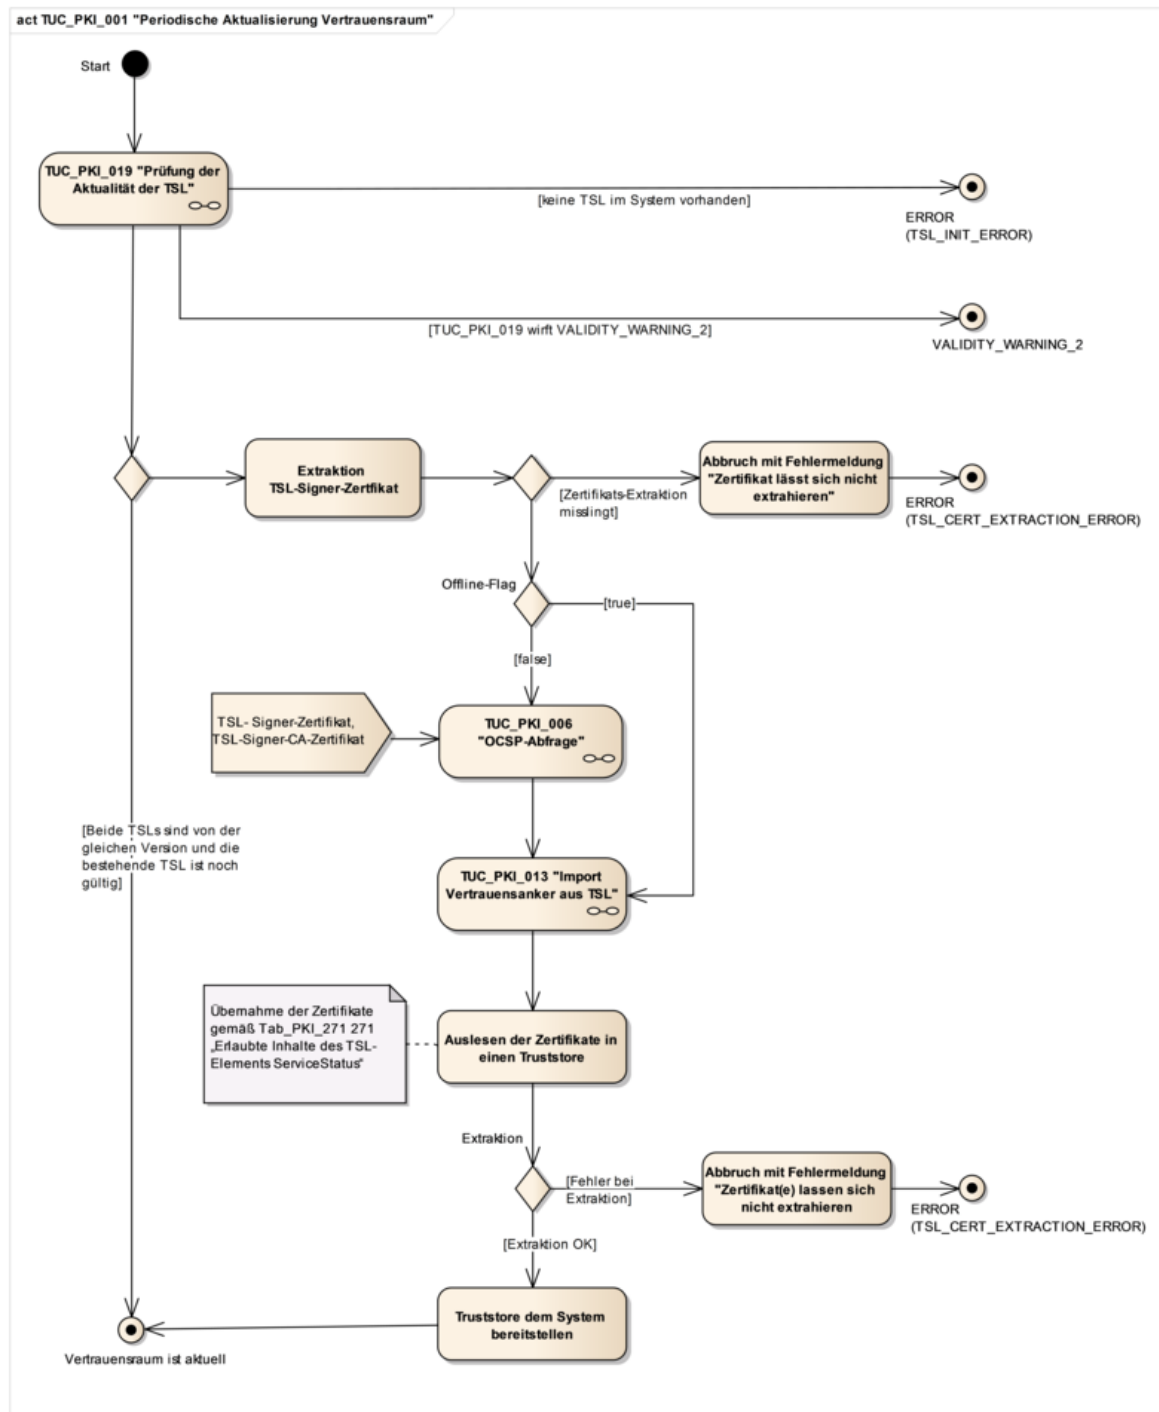 act TUC_PKI_001 "Periodische Aktualisierung Vertrauensraum"
Start
TUC_PKI_019 "Prüfung der
Aktualität der TSL"
[keine TSL im System vorhanden]
ERROR
(TSL_INIT_ERROR)
[TUC_PKI_019 wirft VALIDITY_WARNING_2]
VALIDITY_WARNING_2
Extraktion
TSL-Signer-Zertfikat
[Zertifikats-Extraktion
misslingt]
Abbruch mit Fehlermeldung
"Zertifikat lässt sich nicht
extrahieren"
ERROR
(TSL_CERT_EXTRACTION_ERROR)
Offline-Flag
[true]
[false]
TSL- Signer-Zertifikat,
TSL-Signer-CA-Zertifikat
TUC_PKI_006
"OCSP-Abfrage"
[Beide TSLs sind von der
gleichen Version und die
bestehende TSL ist noch
gültig]
TUC_PKI_013 "Import
Vertrauensanker aus TSL"
Übernahme der Zertifikate
gemäß Tab_PKI_271 271
„Erlaubte Inhalte des TSL-
Elements ServiceStatus“
Auslesen der Zertifikate in
einen Truststore
Extraktion
[Fehler bei
Extraktion]
Abbruch mit Fehlermeldung
"Zertifikat(e) lassen sich
nicht extrahieren
ERROR
(TSL_CERT_EXTRACTION_ERROR)
[Extraktion OK]
Truststore dem System
bereitstellen
Vertrauensraum ist aktuell